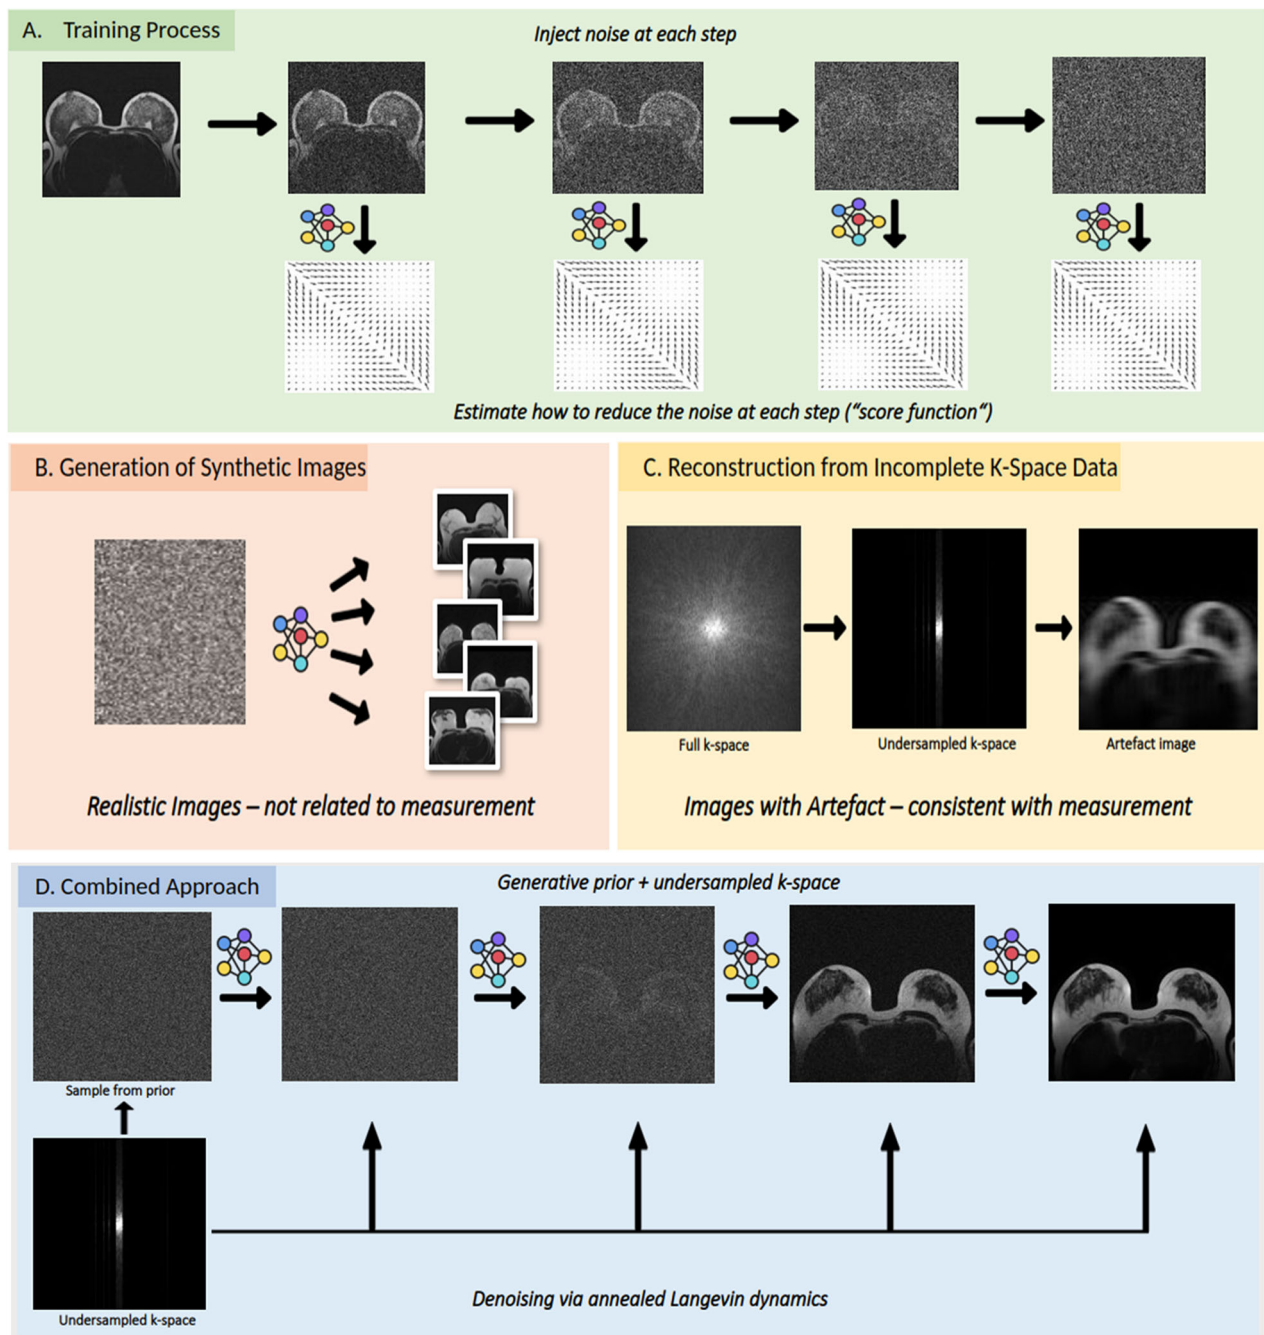 A. Training Process
Inject noise at each step
Estimate how to reduce the noise at each step (“score function“)
B. Generation of Synthetic Images
Realistic Images – not related to measurement
C. Reconstruction from Incomplete K-Space Data
Full k-space
Undersampled k-space
Artefact image
Images with Artefact – consistent with measurement
D. Combined Approach
Generative prior + undersampled k-space
Sample from prior
Undersampled k-space
Denoising via annealed Langevin dynamics